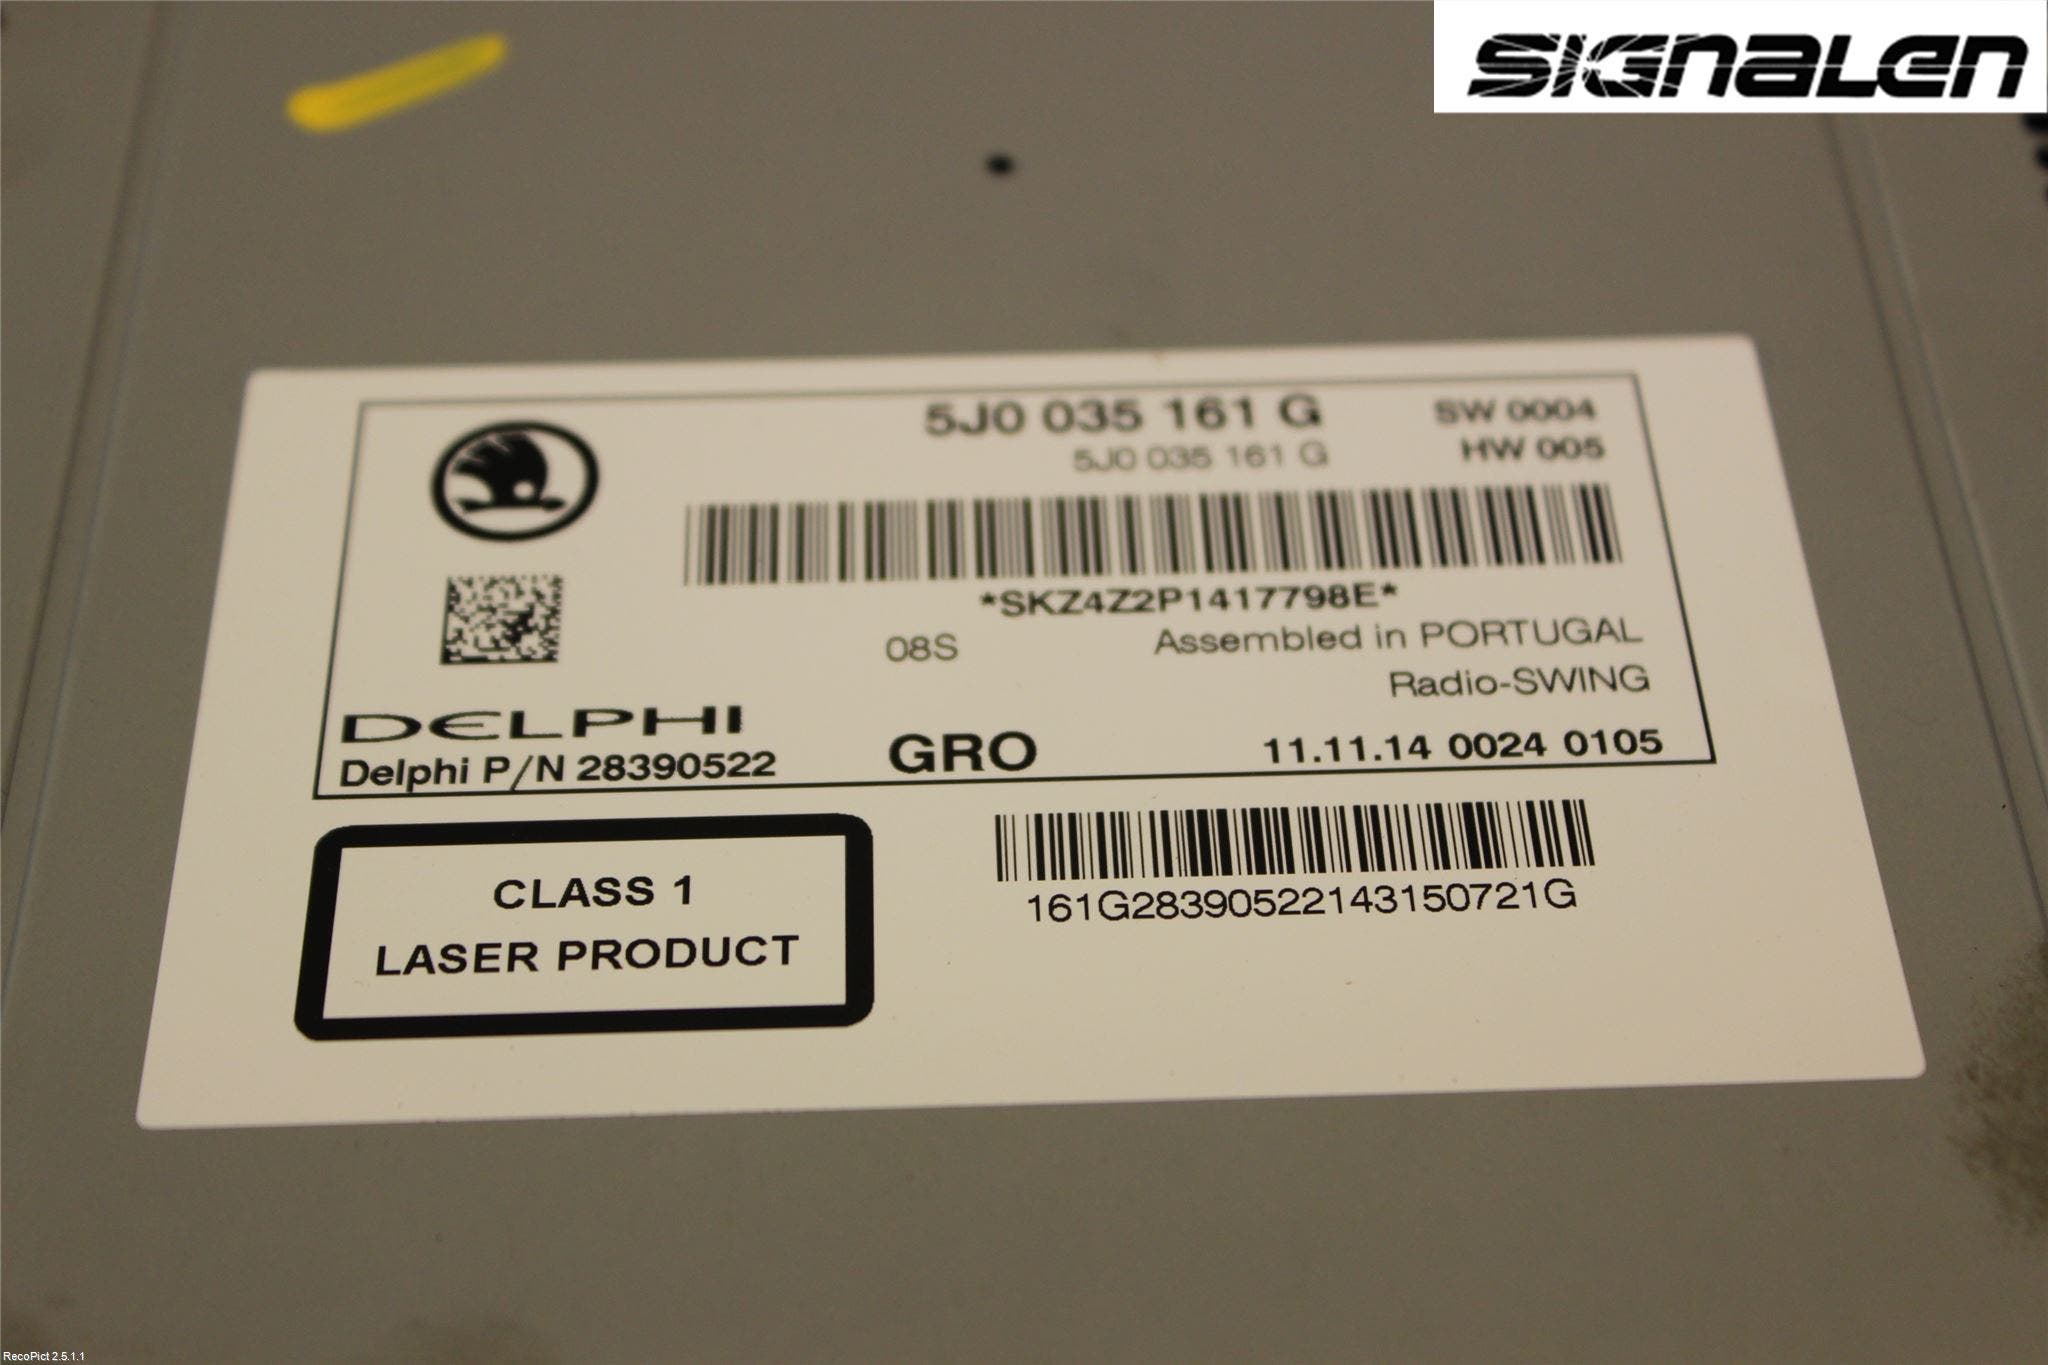 SIGNALEN
5J0 035 161 G
SW 0004
5J0 035 161 G
HW 005
*SKZ4Z2P1417798E*
08S
Assembled in PORTUGAL
Radio-SWING
DELPHI
Delphi P/N 28390522
GRO
11.11.14 0024 0105
CLASS 1
LASER PRODUCT
161G28390522143150721G
RecoPict 2.5.1.1